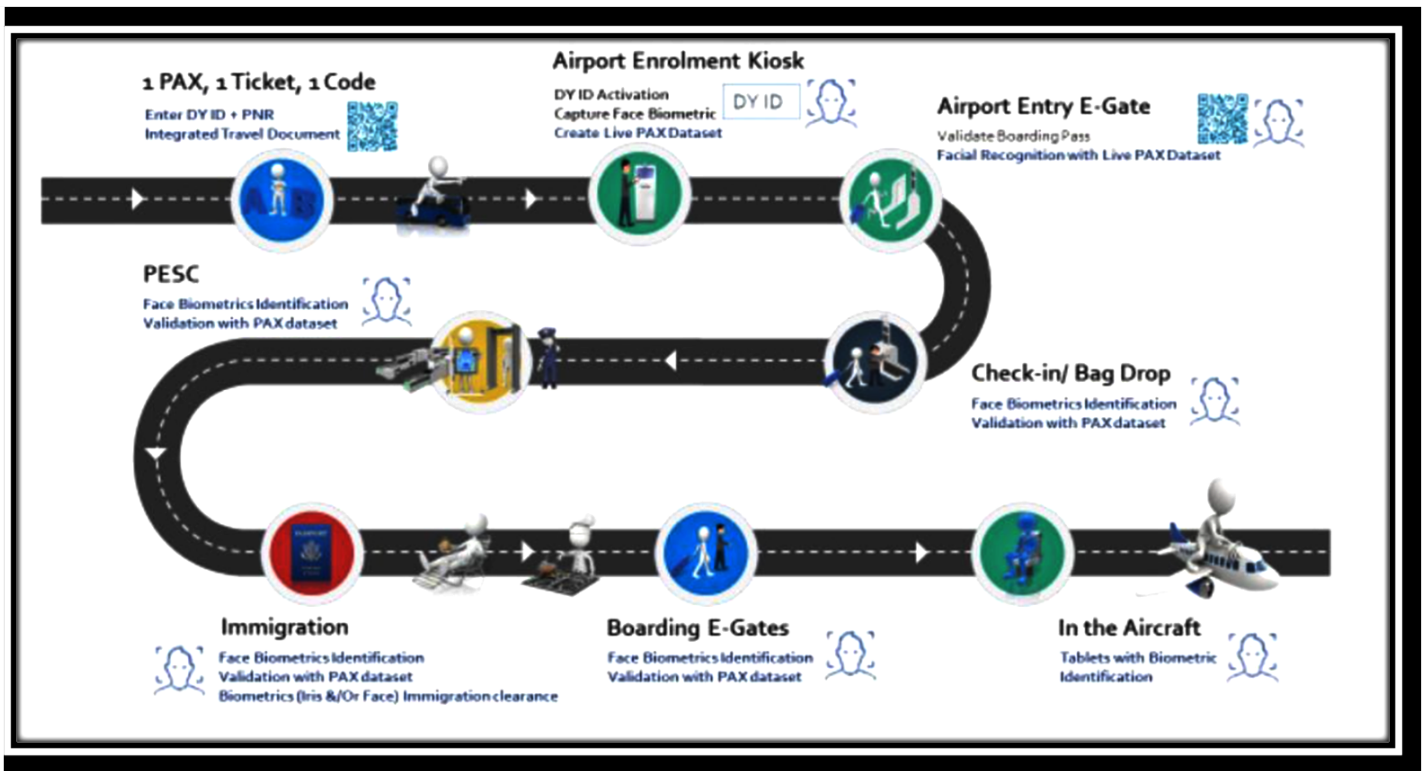 1 PAX, 1 Ticket, 1 Code
Enter DY ID + PNR
Integrated Travel Document
Airport Enrolment Kiosk
DY ID Activation
Capture Face Biometric
Create Live PAX Dataset
DY ID
Airport Entry E-Gate
Validate Boarding Pass
Facial Recognition with Live PAX Dataset
A B
PESC
Face Biometrics Identification
Validation with PAX dataset
Check-in/ Bag Drop
Face Biometrics Identification
Validation with PAX dataset
PASSPORT
Immigration
Face Biometrics Identification
Validation with PAX dataset
Biometrics (Iris &/Or Face) Immigration clearance
Boarding E-Gates
Face Biometrics Identification
Validation with PAX dataset
In the Aircraft
Tablets with Biometric
Identification